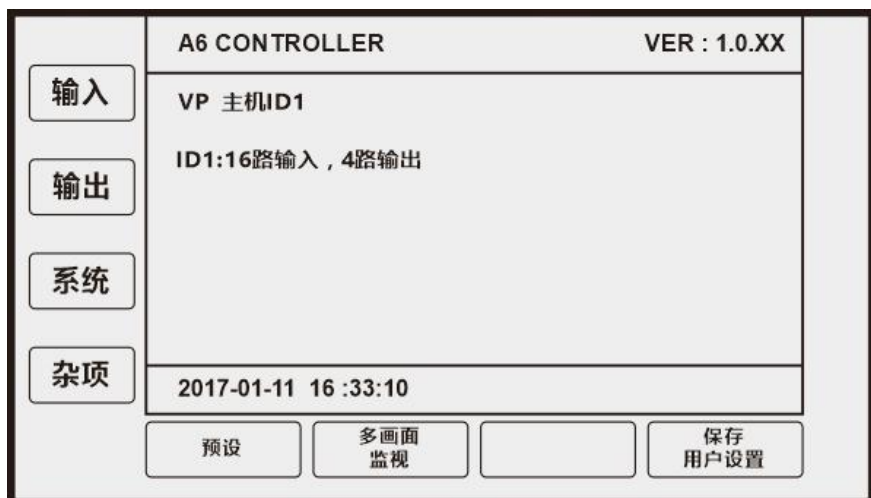 A6 CONTROLLER VER : 1.0.XX
输入
VP 主机ID1
ID1:16路输入，4路输出
输出
系统
杂项
2017-01-11 16 :33:10
预设
多画面
监视
保存
用户设置